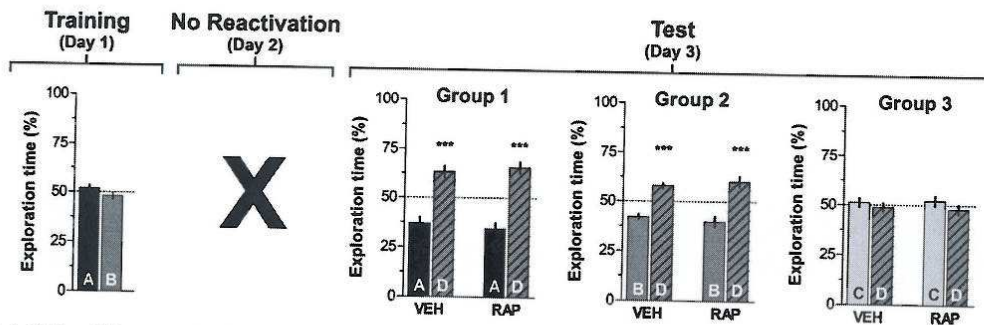 Training
(Day 1)
No Reactivation
(Day 2)
Test
(Day 3)
Exploration time (%)
100
75
50
25
0
A B
X
Group 1
Exploration time (%)
100
75
50
25
0
*** ***
A D A D
VEH RAP
Group 2
Exploration time (%)
100
75
50
25
0
*** ***
B D B D
VEH RAP
Group 3
Exploration time (%)
100
75
50
25
0
C D C D
VEH RAP